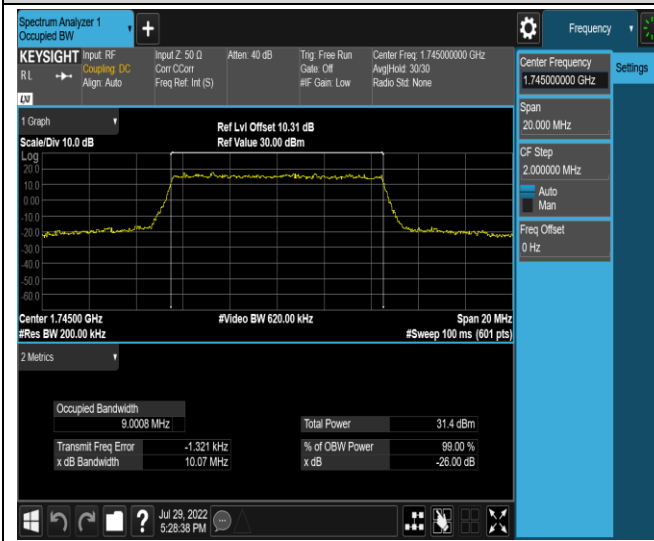 Spectrum Analyzer 1
Occupied BW
Frequency
KEYSIGHT
RL
LXI
Input: RF
Coupling: DC
Align: Auto
Input Z: 50 Ω
Corr CCorr
Freq Ref: Int (S)
Atten: 40 dB
Trig: Free Run
Gate: Off
#IF Gain: Low
Center Freq: 1.745000000 GHz
Avg|Hold: 30/30
Radio Std: None
Center Frequency
1.745000000 GHz
Settings
Span
20.000 MHz
CF Step
2.000000 MHz
Auto
Man
Freq Offset
0 Hz
1 Graph
Scale/Div 10.0 dB
Ref Lvl Offset 10.31 dB
Ref Value 30.00 dBm
Log
20.0
10.0
0.00
-10.0
-20.0
-30.0
-40.0
-50.0
-60.0
Center 1.74500 GHz
#Video BW 620.00 kHz
Span 20 MHz
#Res BW 200.00 kHz
#Sweep 100 ms (601 pts)
2 Metrics
Occupied Bandwidth
9.0008 MHz
Total Power 31.4 dBm
Transmit Freq Error -1.321 kHz
% of OBW Power 99.00 %
x dB Bandwidth 10.07 MHz
x dB -26.00 dB
?
Jul 29, 2022
5:28:38 PM